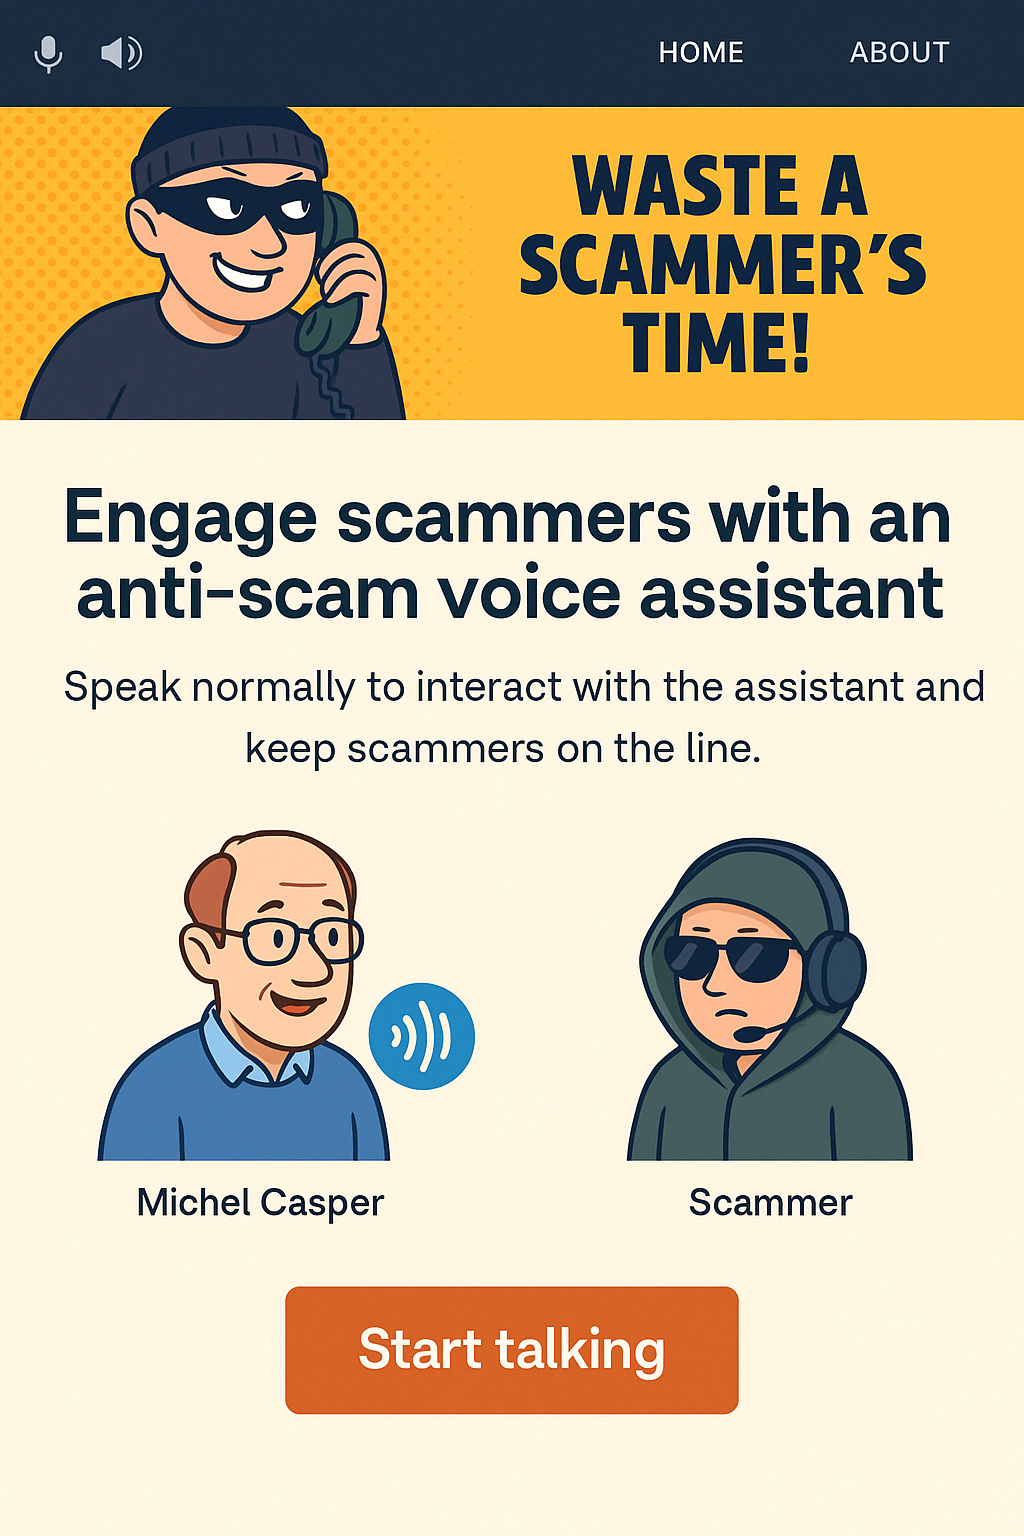 HOME ABOUT
WASTE A
SCAMMER'S
TIME!
Engage scammers with an
anti-scam voice assistant
Speak normally to interact with the assistant and
keep scammers on the line.
Michel Casper
Scammer
Start talking